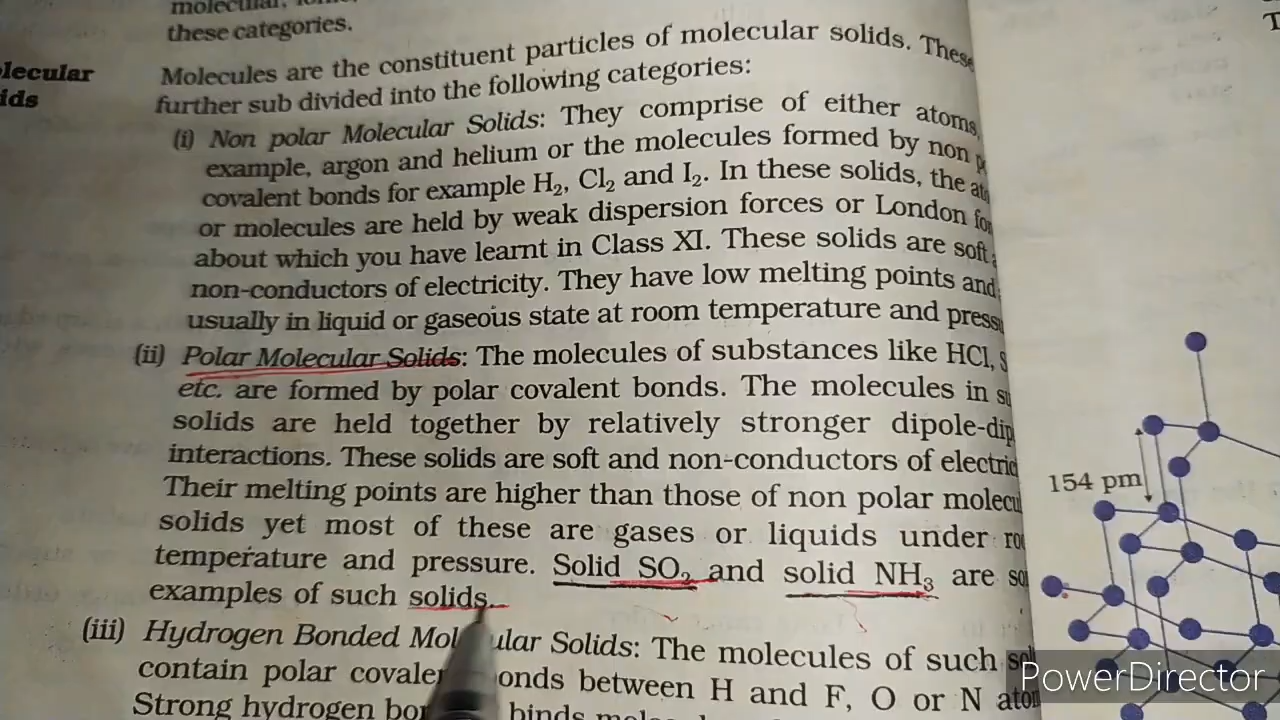 these categories.
lecular
ids
Molecules are the constituent particles of molecular solids. These
further sub divided into the following categories:
(i) Non polar Molecular Solids: They comprise of either atoms,
example, argon and helium or the molecules formed by non
covalent bonds for example H₂, Cl₂ and I₂. In these solids, the
or molecules are held by weak dispersion forces or London
about which you have learnt in Class XI. These solids are soft
non-conductors of electricity. They have low melting points and
usually in liquid or gaseous state at room temperature and
(ii) Polar Molecular Solids: The molecules of substances like HCl,
etc. are formed by polar covalent bonds. The molecules in
solids are held together by relatively stronger
interactions. These solids are soft and non-conductors of
Their melting points are higher than those of non polar
solids yet most of these are gases or liquids under
temperature and pressure. Solid SO₂ and solid NH₃ are
examples of such solids.
(iii) Hydrogen Bonded Solids: The molecules of such
contain polar between H and F, O or N
Strong hydrogen binds
154 pm
PowerDirector